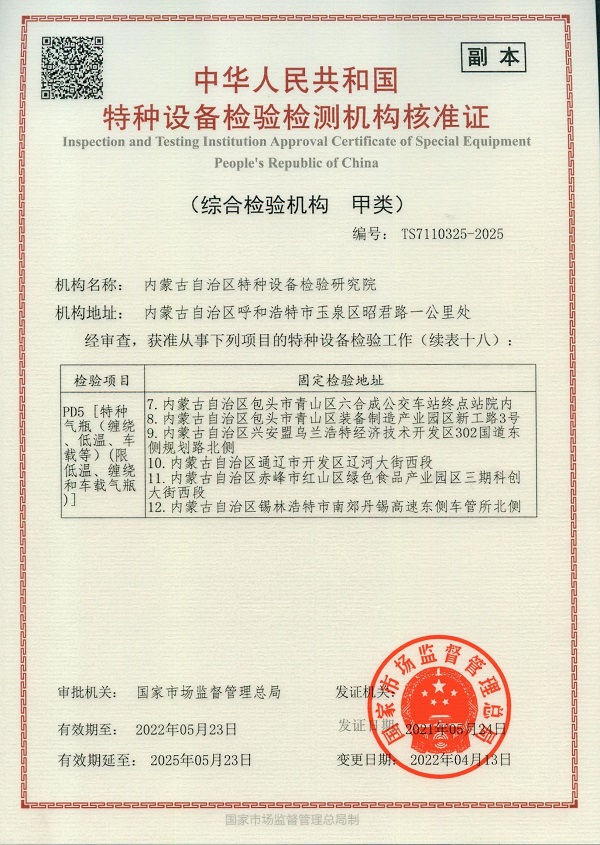 副 本
中华人民共和国
特种设备检验检测机构核准证
Inspection and Testing Institution Approval Certificate of Special Equipment
People's Republic of China
（综合检验机构 甲类）
编号： TS7110325-2025
机构名称： 内蒙古自治区特种设备检验研究院
机构地址： 内蒙古自治区呼和浩特市玉泉区昭君路一公里处
经审查，获准从事下列项目的特种设备检验工作（续表十八）：
检验项目 固定检验地址
PD5 [特种
气瓶（缠绕
、低温、车
载等）(限
低温、缠绕
和车载气瓶
)]
7. 内蒙古自治区包头市青山区六合成公交车站终点站院内
8. 内蒙古自治区包头市青山区装备制造产业园区新工路3号
9. 内蒙古自治区兴安盟乌兰浩特经济技术开发区302国道东
侧规划路北侧
10. 内蒙古自治区通辽市开发区辽河大街西段
11. 内蒙古自治区赤峰市红山区绿色食品产业园区三期科创
大街西段
12. 内蒙古自治区锡林浩特市南郊丹锡高速东侧车管所北侧
审批机关： 国家市场监督管理总局 发证机关：
有效期至： 2022年05月23日 发证日期： 2021年05月24日
有效期延至： 2025年05月23日 变更日期： 2022年04月13日
国家市场监督管理总局
国家市场监督管理总局制